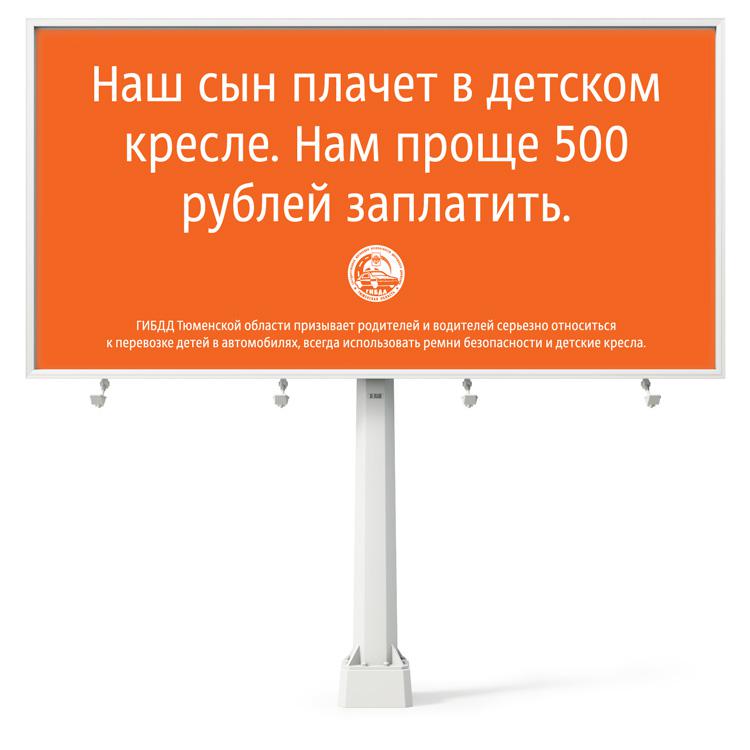 Наш сын плачет в детском
кресле. Нам проще 500
рублей заплатить.
ГИБДД
ГИБДД Тюменской области призывает родителей и водителей серьезно относиться
к перевозке детей в автомобилях, всегда использовать ремни безопасности и детские кресла.